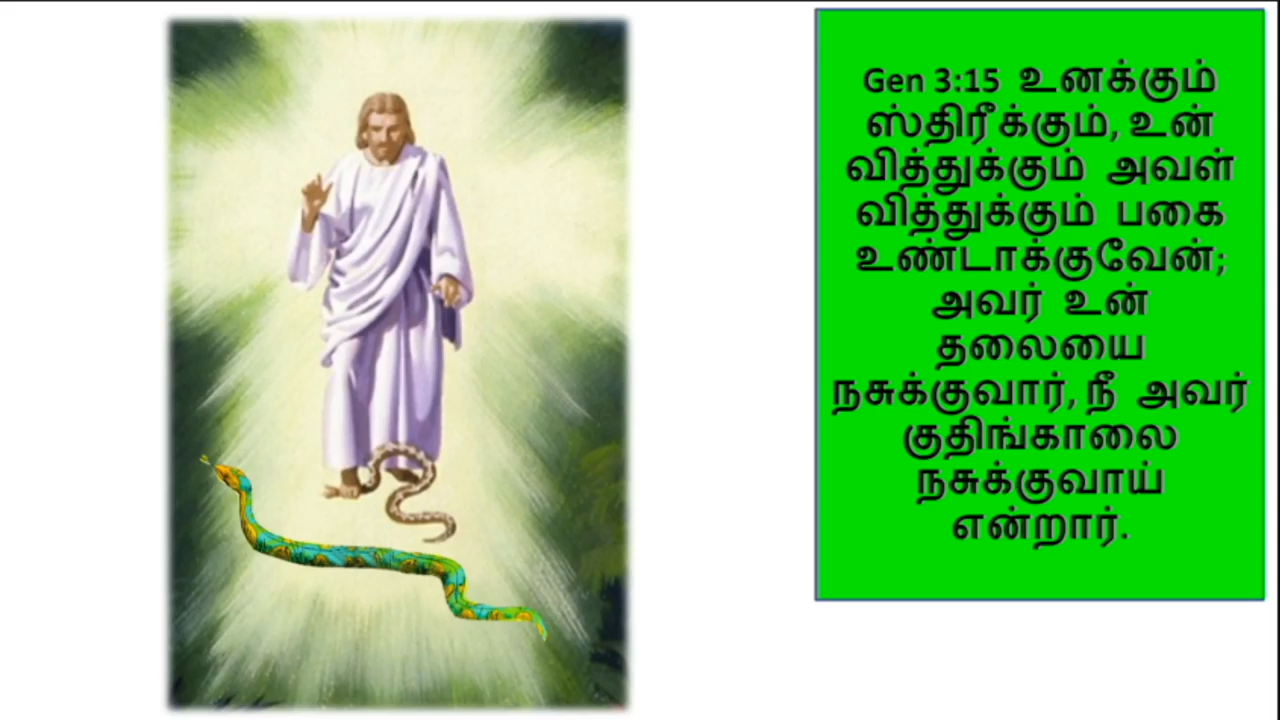 Gen 3:15 உனக்கும்
ஸ்திரீக்கும், உன்
வித்துக்கும் அவள்
வித்துக்கும் பகை
உண்டாக்குவேன்;
அவர் உன்
தலையை
நசுக்குவார், நீ அவர்
குதிங்காலை
நசுக்குவாய்
என்றார்.